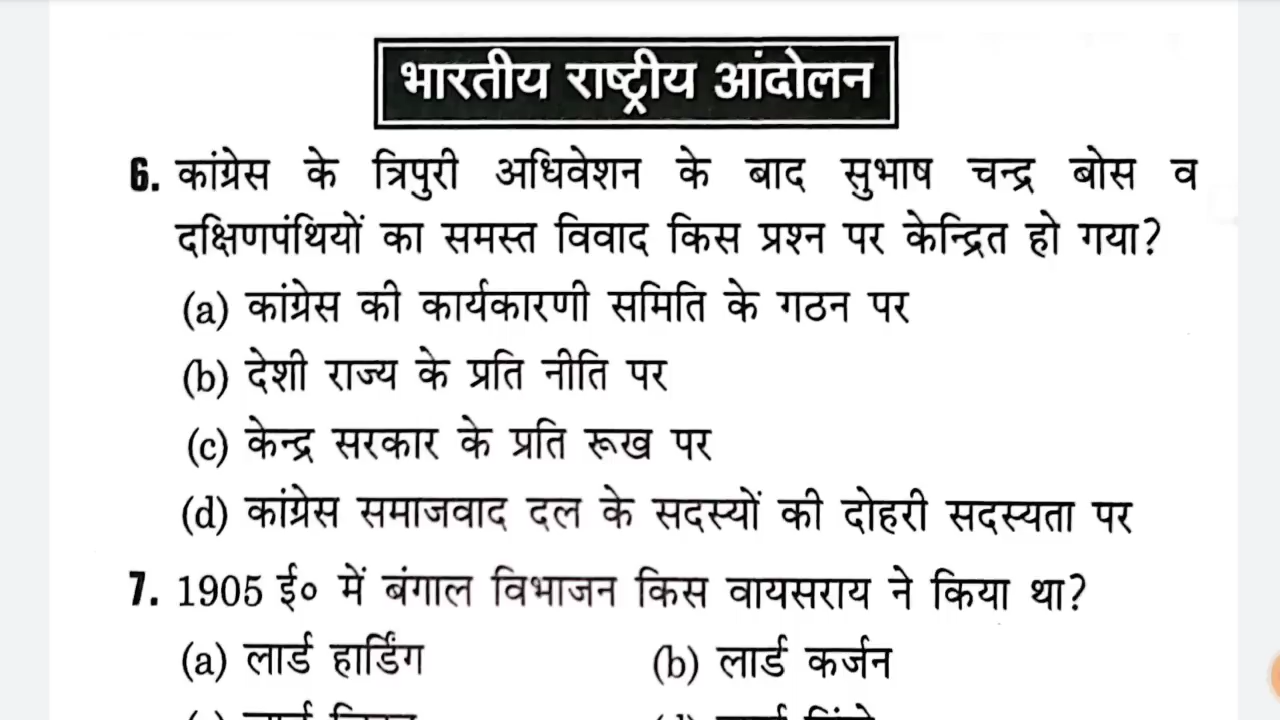 भारतीय राष्ट्रीय आंदोलन
6. कांग्रेस के त्रिपुरी अधिवेशन के बाद सुभाष चन्द्र बोस व
दक्षिणपंथियों का समस्त विवाद किस प्रश्न पर केन्द्रित हो गया?
(a) कांग्रेस की कार्यकारणी समिति के गठन पर
(b) देशी राज्य के प्रति नीति पर
(c) केन्द्र सरकार के प्रति रूख पर
(d) कांग्रेस समाजवाद दल के सदस्यों की दोहरी सदस्यता पर
7. 1905 ई० में बंगाल विभाजन किस वायसराय ने किया था?
(a) लार्ड हार्डिंग (b) लार्ड कर्जन